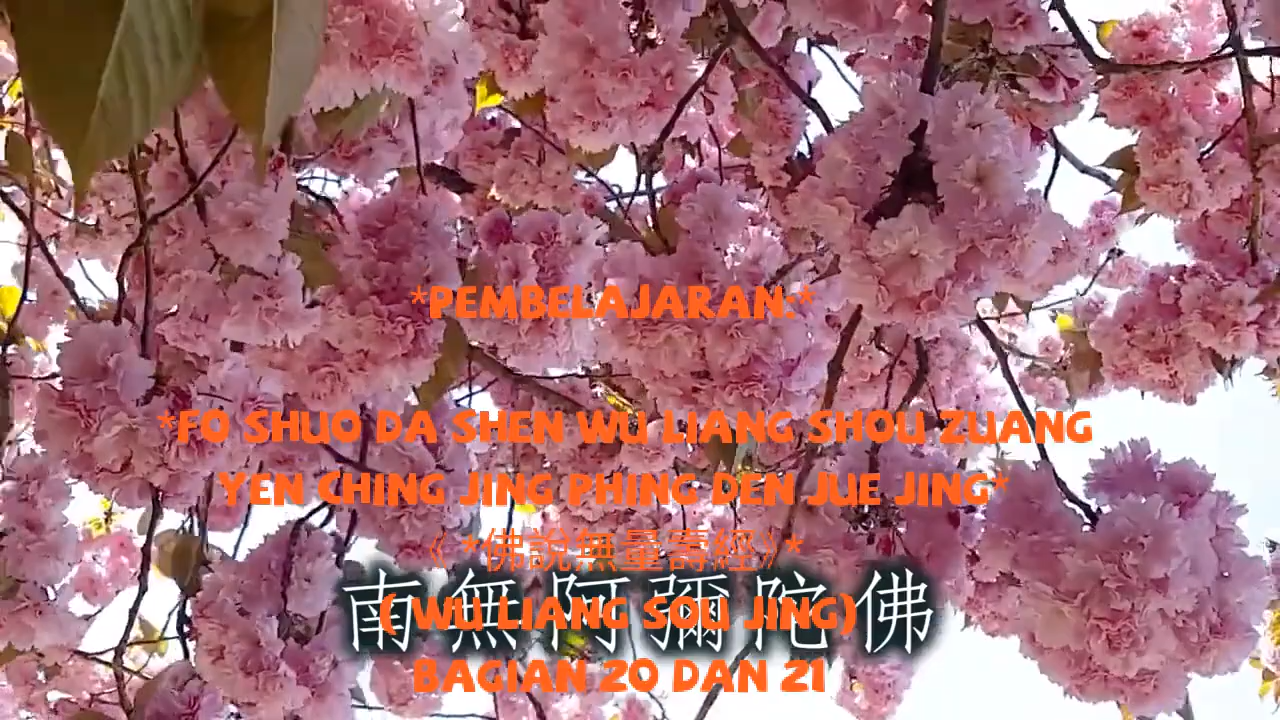 *PEMBELAJARAN:*
*FO SHUO DA SHEN WU LIANG SHOU ZUANG
YEN CHING JING PHING DEN JUE JING*
《 *佛說無量壽經》*
南無阿彌陀佛
( WU LIANG SOU JING)
BAGIAN 20 DAN 21